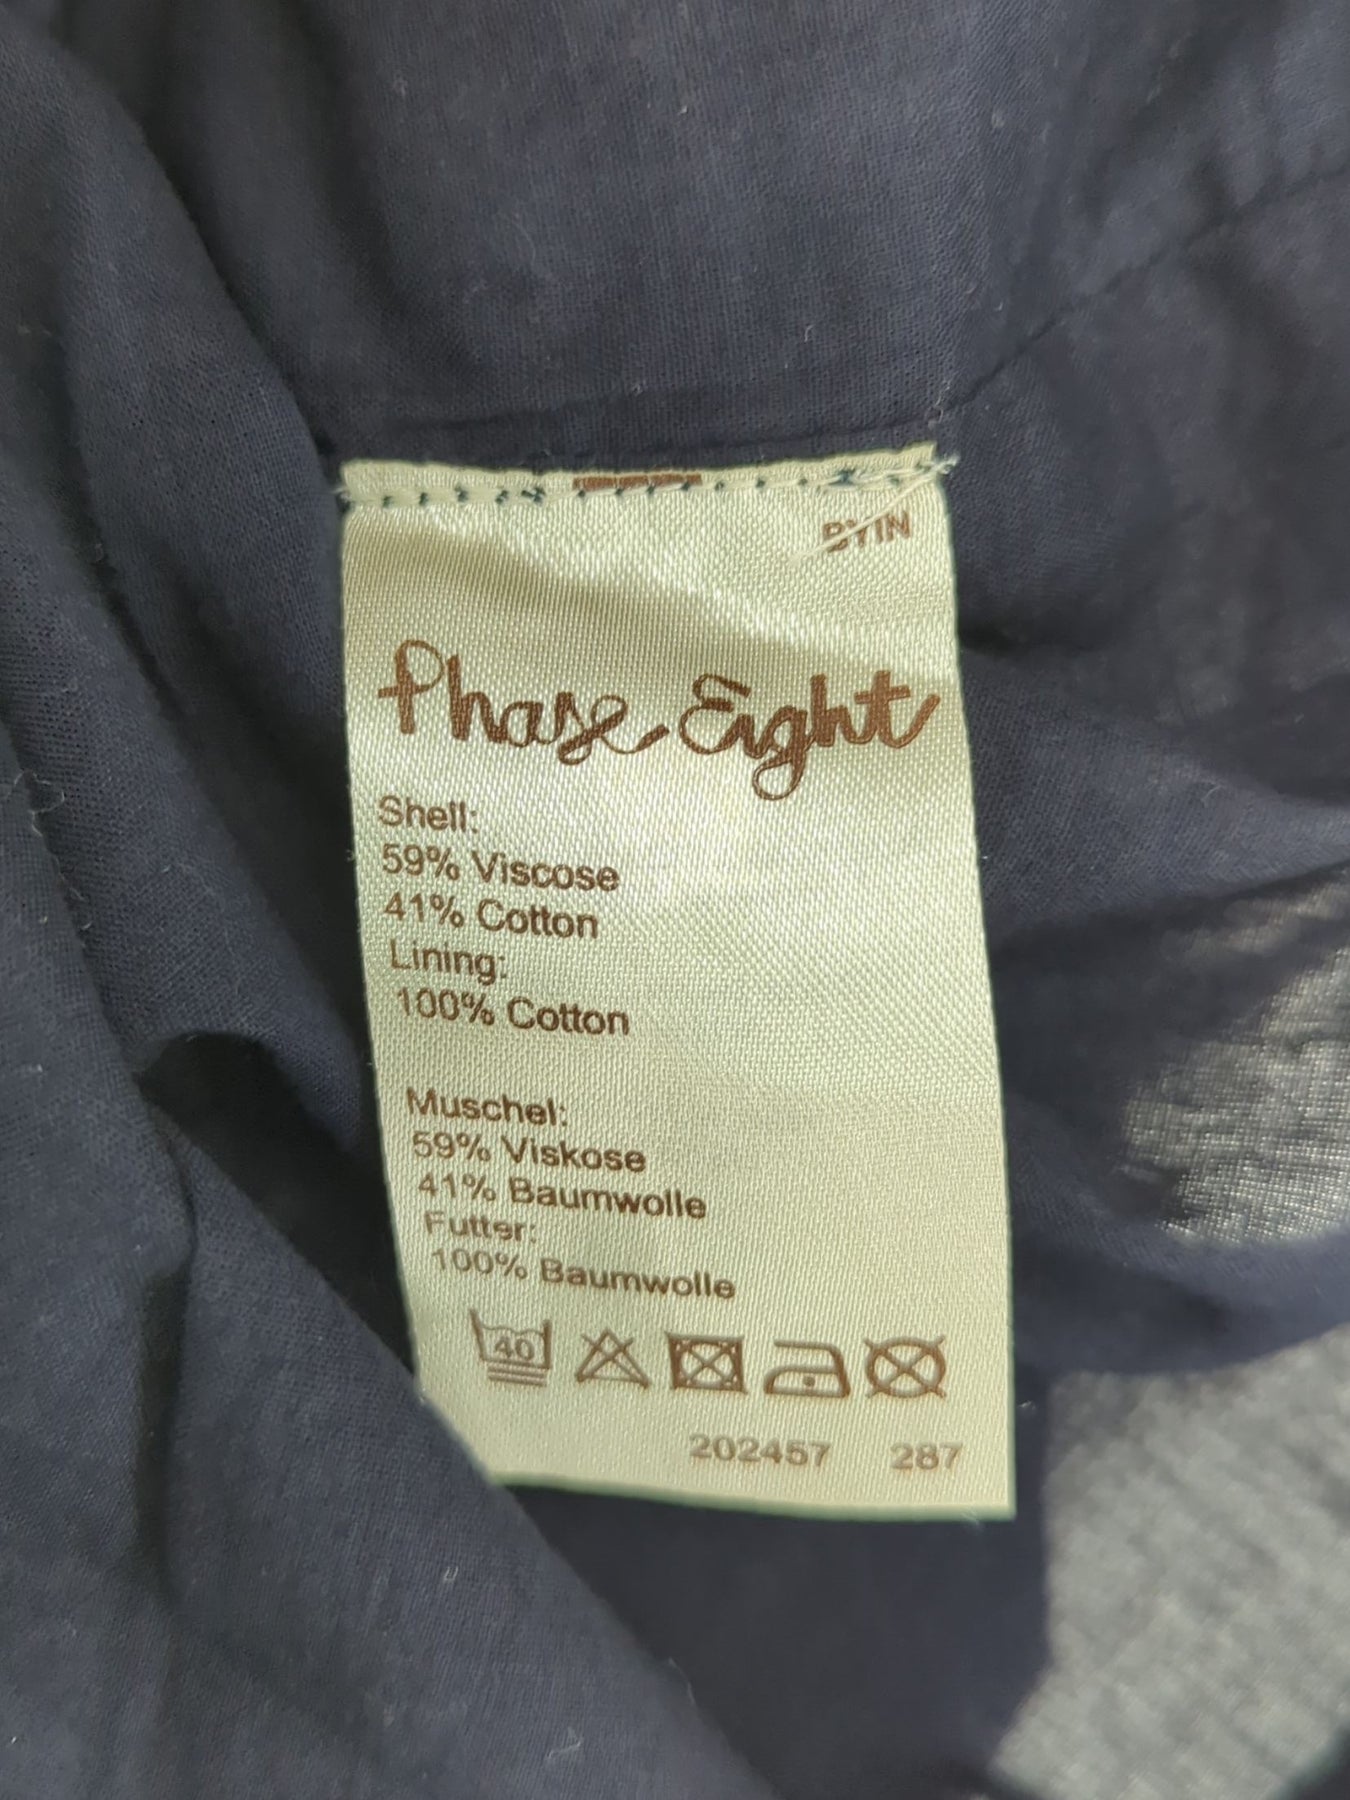 BYIN
Phase Eight
Shell:
59% Viscose
41% Cotton
Lining:
100% Cotton
Muschel:
59% Viskose
41% Baumwolle
Futter:
100% Baumwolle
40
202457 287